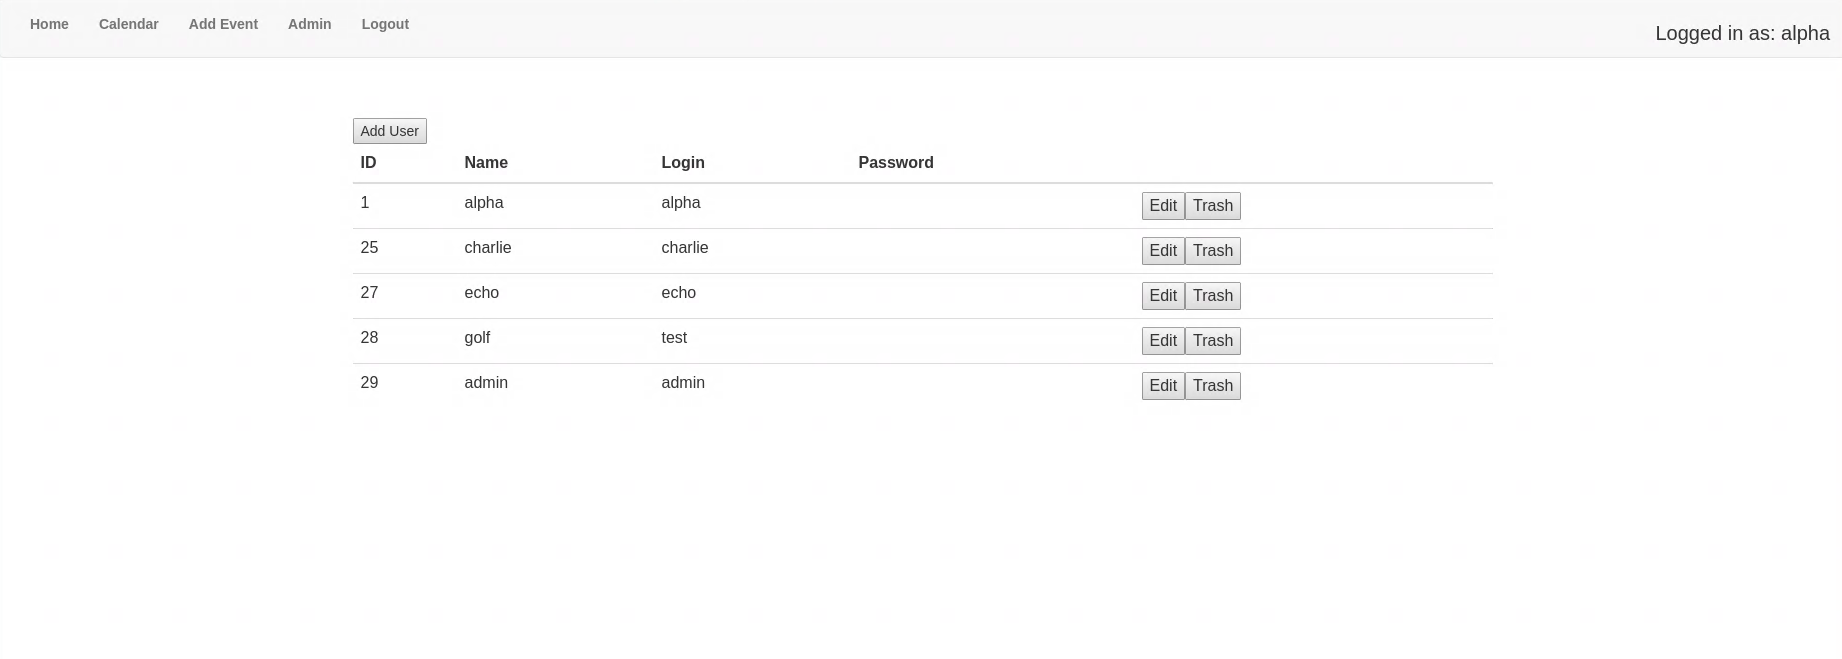 Home Calendar Add Event Admin Logout
Logged in as: alpha
Add User
ID Name Login Password
1 alpha alpha Edit Trash
25 charlie charlie Edit Trash
27 echo echo Edit Trash
28 golf test Edit Trash
29 admin admin Edit Trash